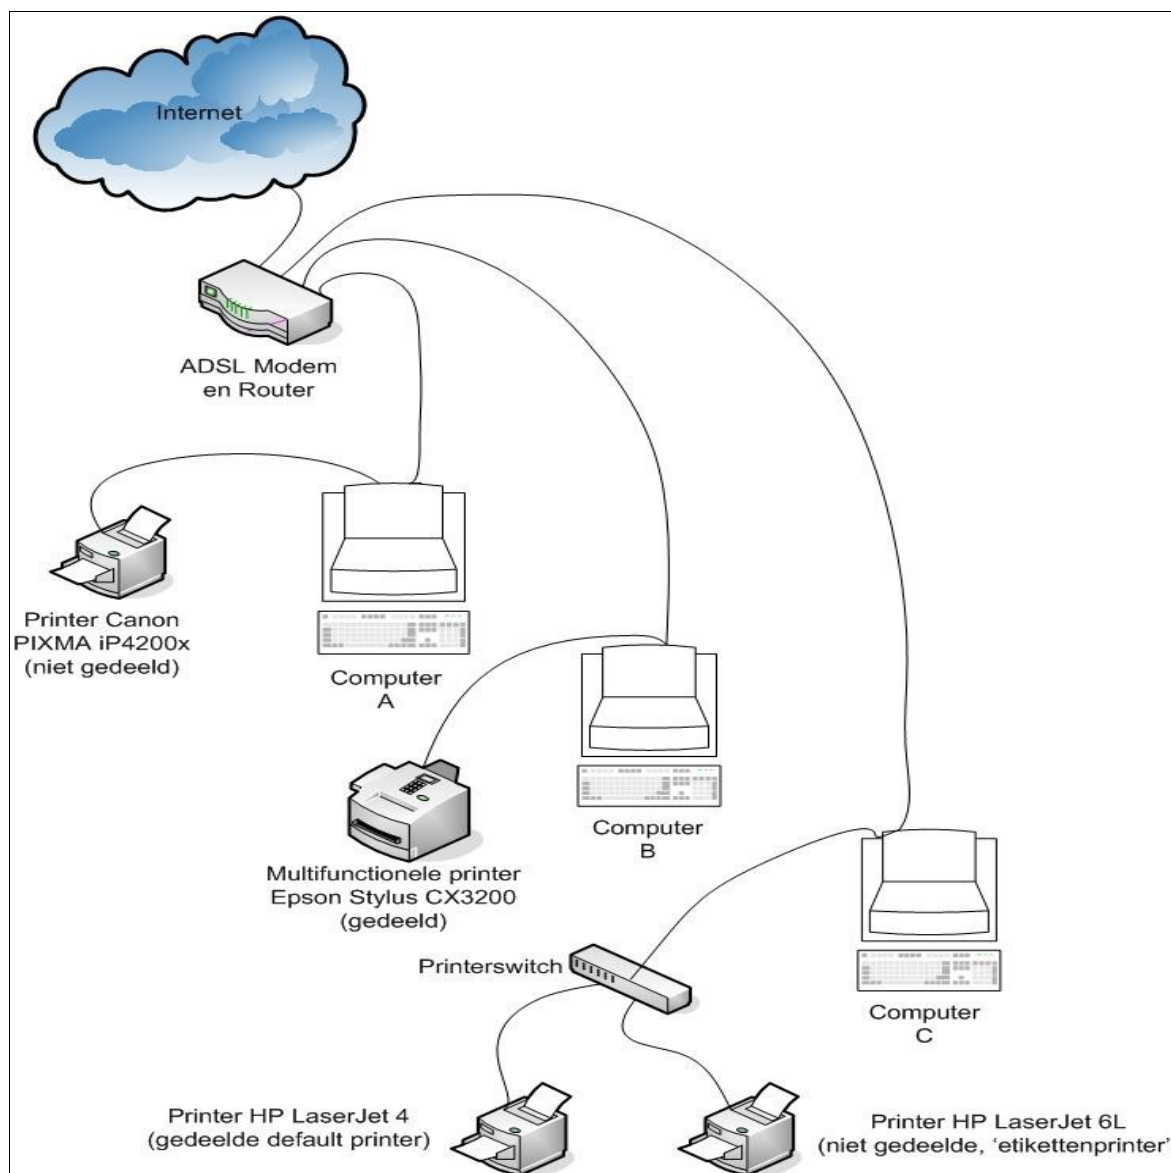 Internet
ADSL Modem
en Router
Printer Canon
PIXMA iP4200x
(niet gedeeld)
Computer
A
Computer
B
Multifunctionele printer
Epson Stylus CX3200
(gedeeld)
Printerswitch
Computer
C
Printer HP LaserJet 4
(gedeelde default printer)
Printer HP LaserJet 6L
(niet gedeelde, ‘etikettenprinter’